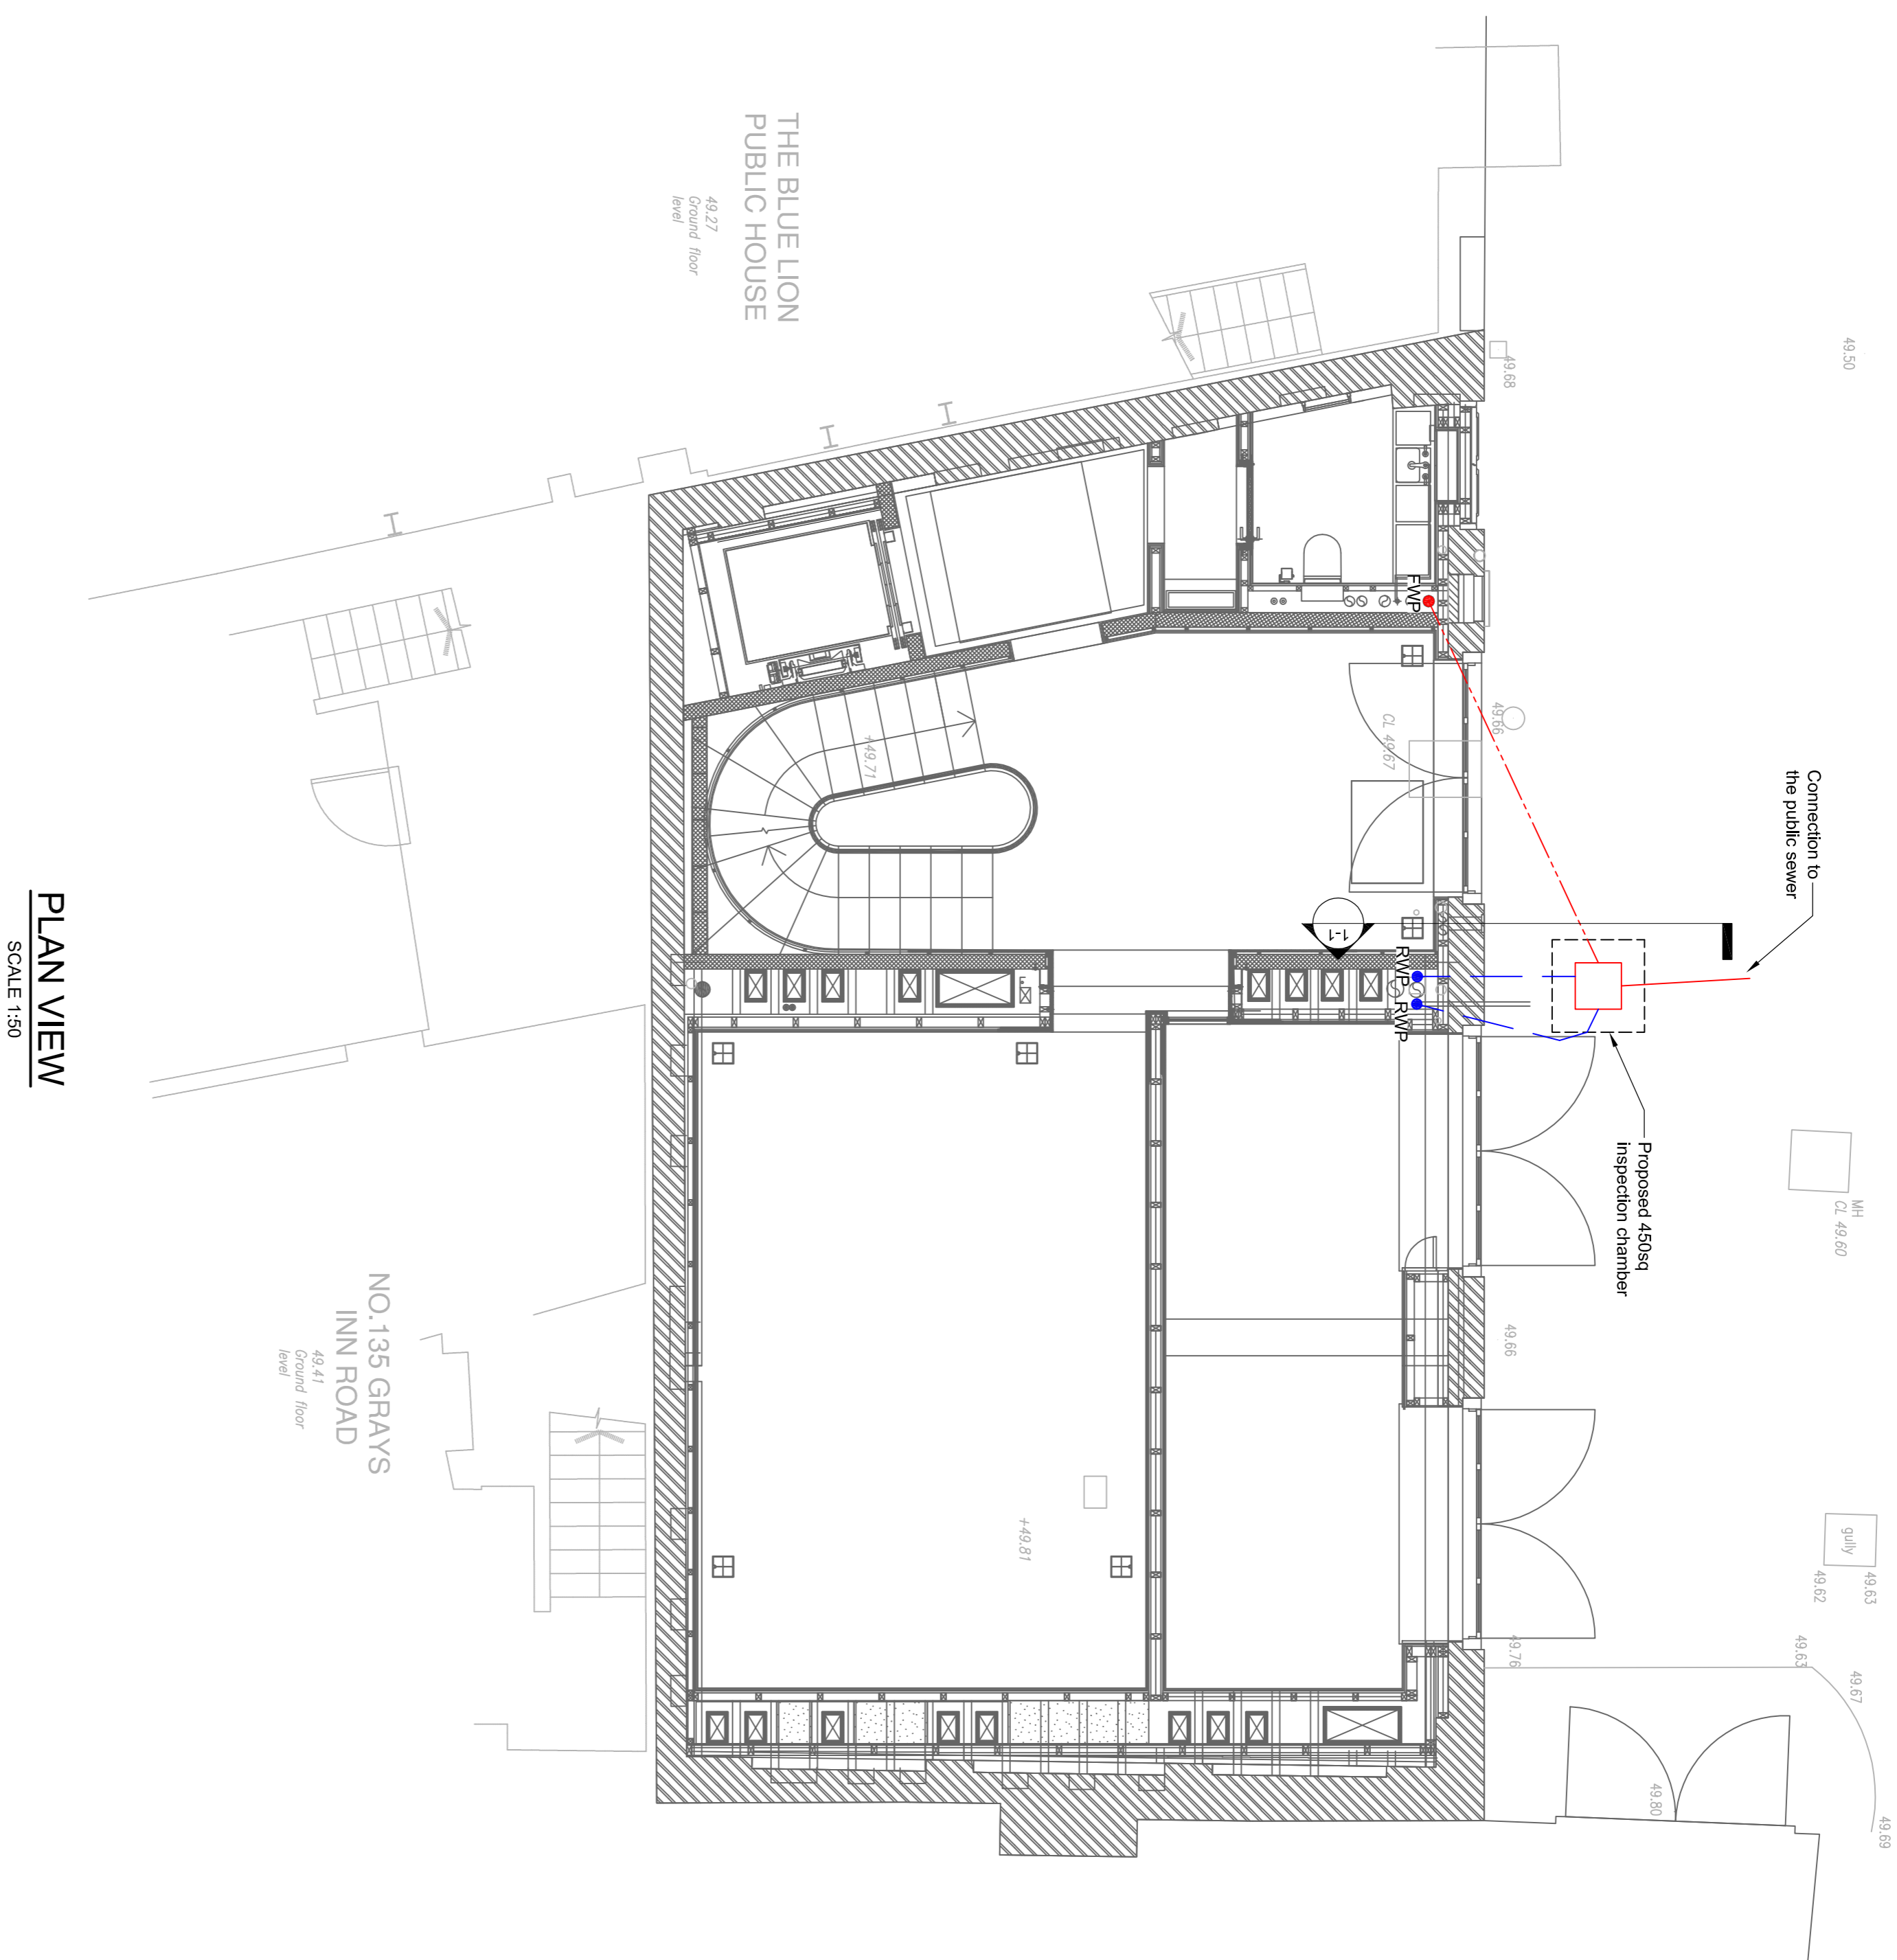 THE BLUE LION
PUBLIC HOUSE
49.27
Ground floor
level
49.50
49.68
FWP
49.66
CL 49.67
+49.71
Connection to
the public sewer
1-1
RWP
RWP
Proposed 450sq
inspection chamber
MH
CL 49.60
49.66
PLAN VIEW
SCALE 1:50
NO.135 GRAYS
INN ROAD
49.41
Ground floor
level
+49.81
gully
49.63
49.62
49.76
49.63
49.67
49.80
49.69